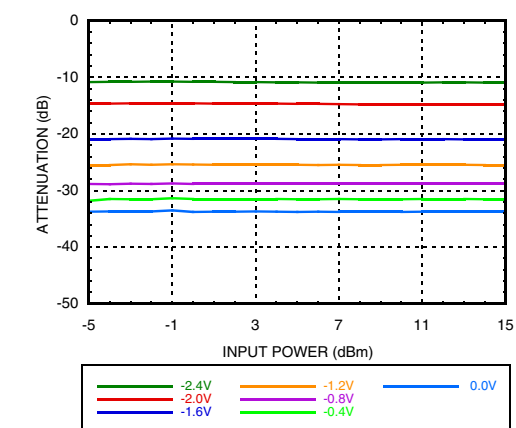 0
-10
-20
-30
-40
-50
ATTENUATION (dB)
-5 -1 3 7 11 15
INPUT POWER (dBm)
-2.4V -1.2V 0.0V
-2.0V -0.8V
-1.6V -0.4V